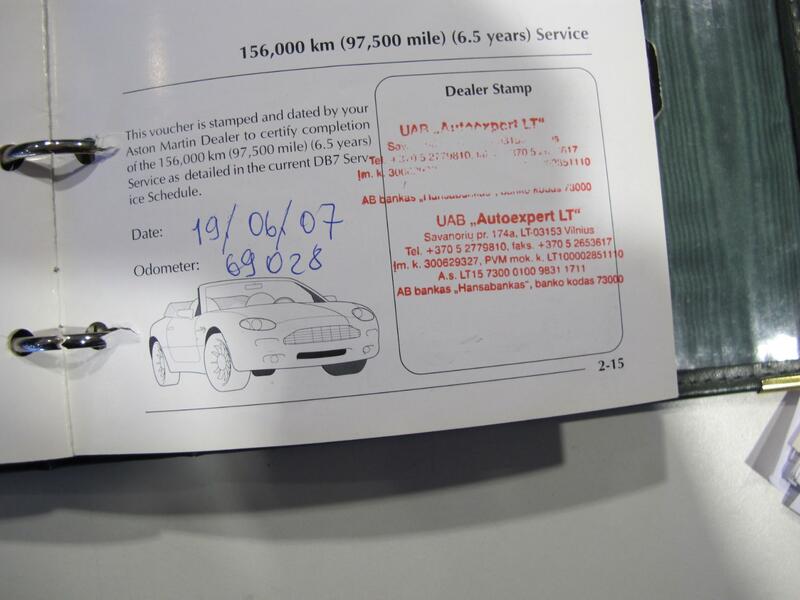 156,000 km (97,500 mile) (6.5 years) Service
This voucher is stamped and dated by your
Aston Martin Dealer to certify completion
of the 156,000 km (97,500 mile) (6.5 years)
Service as detailed in the current DB7 Serv-
ice Schedule.
Date: 19/06/07
Odometer: 69028
Dealer Stamp
UAB „Autoexpert LT"
Tel. +370 5 2779810,
AB bankas „Hansabankas", banko kodas 73000
UAB „Autoexpert LT"
Savanorių pr. 174a, LT-03153 Vilnius
Tel. +370 5 2779810, faks. +370 5 2653617
Įm. k. 300629327, PVM mok. k. LT100002851110
A.s. LT15 7300 0100 9831 1711
AB bankas „Hansabankas", banko kodas 73000
2-15